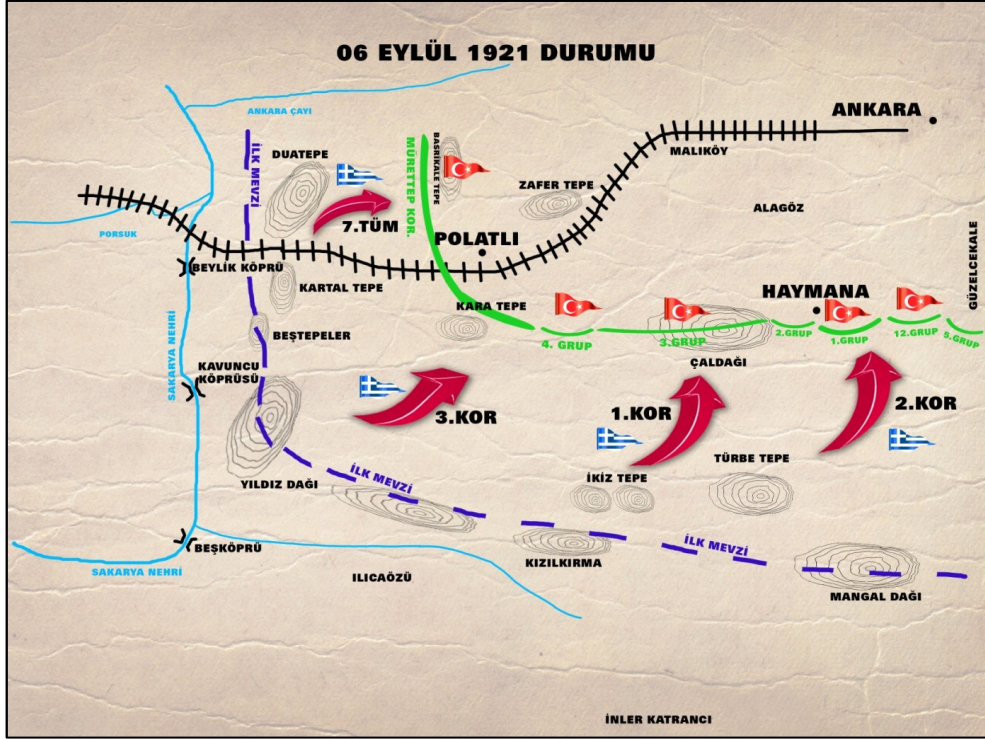 06 EYLÜL 1921 DURUMU
ANKARA ÇAYI
ANKARA
İLK MEVZİ
DUATEPE
MÜRETTEP KOR.
BASRİKALE TEPE
MALIKÖY
ZAFER TEPE
ALAGÖZ
7.TÜM
PORSUK
POLATLI
GÜZELCEKALE
BEYLİK KÖPRÜ
KARTAL TEPE
HAYMANA
KARA TEPE
SAKARYA NEHRİ
BEŞTEPELER
4. GRUP
3.GRUP
2.GRUP
1.GRUP
12.GRUP
5.GRUP
KAVUNCU
KÖPRÜSÜ
ÇALDAĞI
3.KOR
1.KOR
2.KOR
TÜRBE TEPE
YILDIZ DAĞI
İLK MEVZİ
İKİZ TEPE
BEŞKÖPRÜ
İLK MEVZİ
KIZILKIRMA
SAKARYA NEHRİ
ILICAÖZÜ
MANGAL DAĞI
İNLER KATRANCI